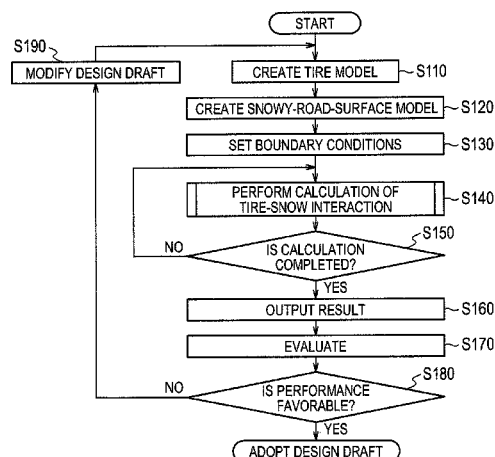 START
S190
MODIFY DESIGN DRAFT
CREATE TIRE MODEL
S110
CREATE SNOWY-ROAD-SURFACE MODEL
S120
SET BOUNDARY CONDITIONS
S130
PERFORM CALCULATION OF
TIRE-SNOW INTERACTION
S140
NO
IS CALCULATION
COMPLETED?
S150
YES
OUTPUT RESULT
S160
EVALUATE
S170
NO
IS PERFORMANCE
FAVORABLE?
S180
YES
ADOPT DESIGN DRAFT